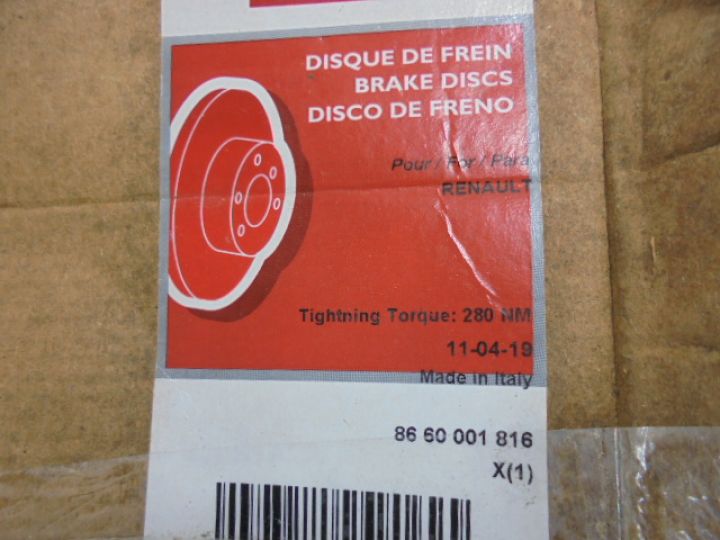 DISQUE DE FREIN
BRAKE DISCS
DISCO DE FRENO
Pour / For / Para
RENAULT
Tightning Torque: 280 NM
11-04-19
Made in Italy
86 60 001 816
X(1)